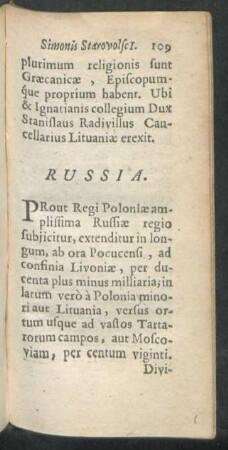 Simonis StarovolscI. 109
plurimum religionis sunt
Græcanicæ, Episcopum-
que proprium habent. Ubi
& Ignatianis collegium Dux
Stanislaus Radivillus Can-
cellarius Lituaniæ erexit.
RUSSIA.
PRout Regi Poloniæ am-
plissima Russiæ regio
subjicitur, extenditur in lon-
gum, ab ora Pocucensi, ad
confinia Livoniæ, per du-
centa plus minus milliaria; in
latum verò à Polonia mino-
ri aut Lituania, versus or-
tum usque ad vastos Tarta-
rorum campos, aut Mosco-
viam, per centum viginti.
Divi-